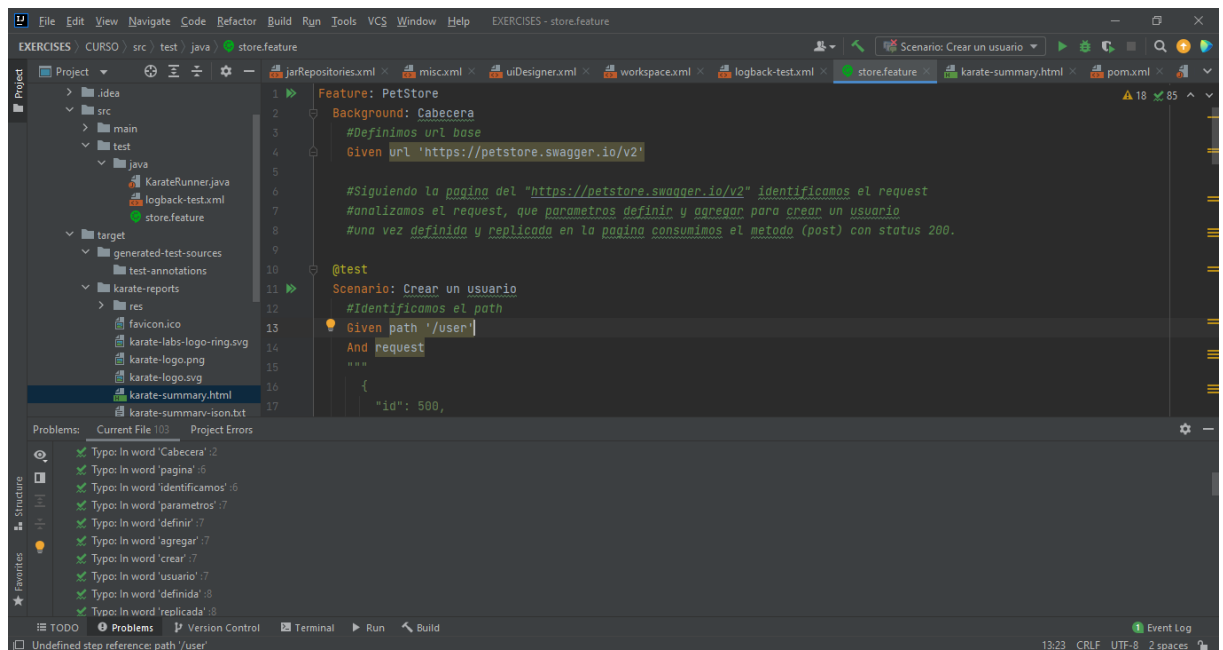 File Edit View Navigate Code Refactor Build Run Tools VCS Window Help EXERCISES - store.feature
EXERCISES CURSO src test java store.feature Scenario: Crear un usuario
Project
Project jarRepositories.xml misc.xml uiDesigner.xml workspace.xml logback-test.xml store.feature karate-summary.html pom.xml
.idea
src
main
test
java
KarateRunner.java
logback-test.xml
store.feature
target
generated-test-sources
test-annotations
karate-reports
res
favicon.ico
karate-labs-logo-ring.svg
karate-logo.png
karate-logo.svg
karate-summary.html
karate-summary-json.txt
1 Feature: PetStore
18 85
2 Background: Cabecera
3 #Definimos url base
4 Given url 'https://petstore.swagger.io/v2'
5
6 #Siguiendo la pagina del "https://petstore.swagger.io/v2" identificamos el request
7 #analizamos el request, que parametros definir y agregar para crear un usuario
8 #una vez definida y replicada en la pagina consumimos el metodo (post) con status 200.
9
10 @test
11 Scenario: Crear un usuario
12 #Identificamos el path
13 Given path '/user'
14 And request
15 """
16 {
17 "id": 500,
Problems: Current File 103 Project Errors
Typo: In word 'Cabecera' :2
Typo: In word 'pagina' :6
Typo: In word 'identificamos' :6
Typo: In word 'parametros' :7
Typo: In word 'definir' :7
Typo: In word 'agregar' :7
Typo: In word 'crear' :7
Typo: In word 'usuario' :7
Typo: In word 'definida' :8
Typo: In word 'replicada' :8
Structure
Favorites
TODO Problems Version Control Terminal Run Build 1 Event Log
Undefined step reference: path '/user' 13:23 CRLF UTF-8 2 spaces